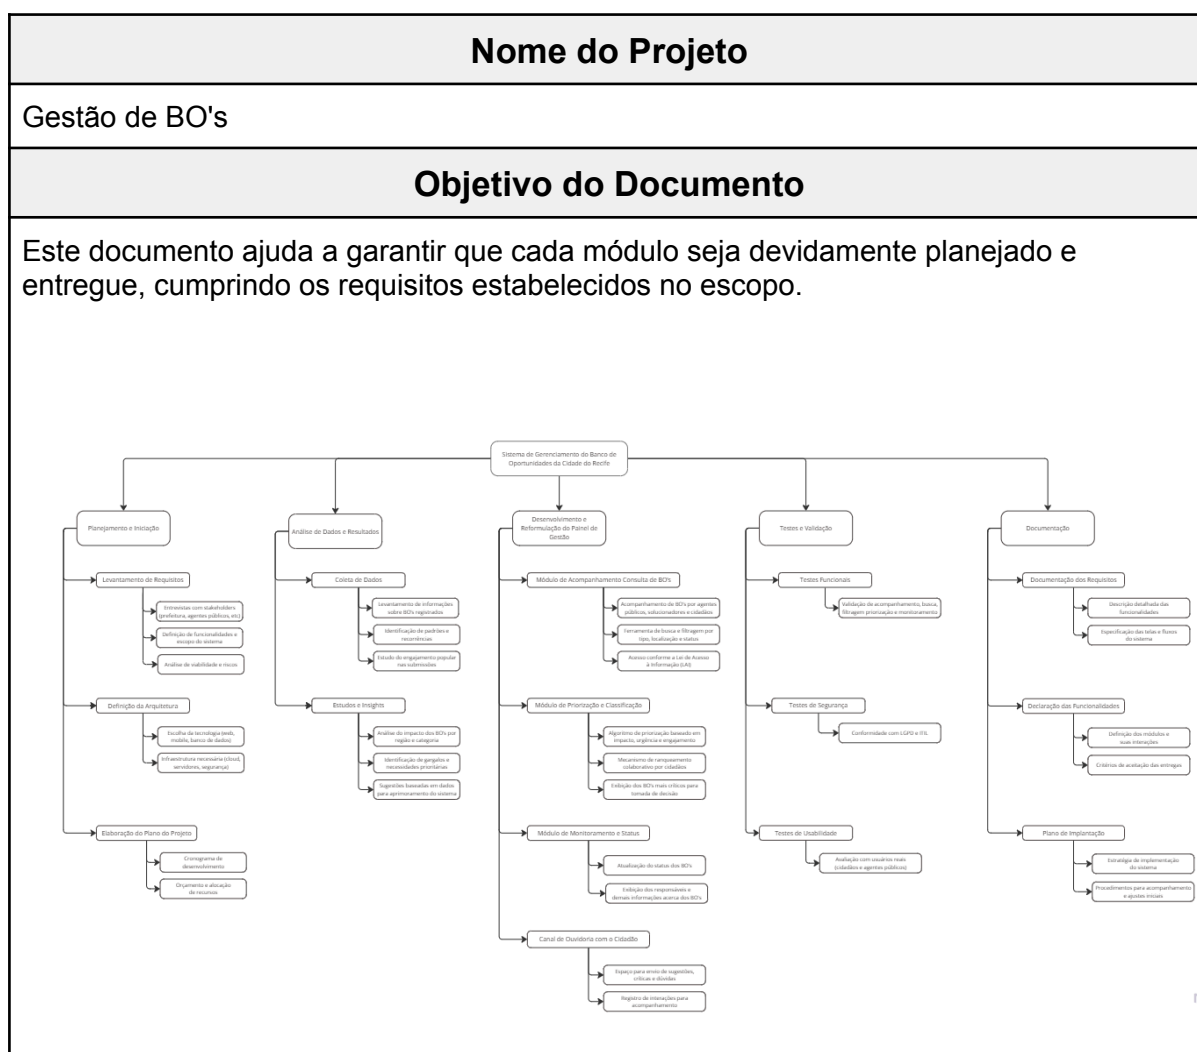 Nome do Projeto
Gestão de BO's
Objetivo do Documento
Este documento ajuda a garantir que cada módulo seja devidamente planejado e
entregue, cumprindo os requisitos estabelecidos no escopo.
Sistema de Gerenciamento do Banco de
Oportunidades da Cidade do Recife
Planejamento e Iniciação
Levantamento de Requisitos
Entrevistas com stakeholders
(prefeitura, agentes públicos, etc)
Definição de funcionalidades e
escopo do sistema
Análise de viabilidade e riscos
Definição da Arquitetura
Escolha de tecnologia (web,
mobile, banco de dados)
Infraestrutura necessária (cloud,
servidores, segurança)
Elaboração do Plano do Projeto
Cronograma de
desenvolvimento
Orçamento e alocação
de recursos
Análise de Dados e Resultados
Coleta de Dados
Levantamento de informações
sobre BO's registrados
Identificação de padrões e
recorrências
Estudo do engajamento popular
nas submissões
Estudos e Insights
Análise do impacto dos BO's por
região e categoria
Identificação de gargalos e
necessidades prioritárias
Sugestões baseadas em dados
para aprimoramento do sistema
Desenvolvimento e
Reformulação do Painel de
Gestão
Módulo de Acompanhamento Consulta de BO's
Acompanhamento de BO's por agentes
públicos, solucionadores e cidadãos
Ferramenta de busca e filtragem por
tipo, localização e status
Acesso conforme a Lei de Acesso
à Informação (LAI)
Módulo de Priorização e Classificação
Algoritmo de priorização baseado em
impacto, urgência e engajamento
Mecanismo de ranqueamento
colaborativo por cidadãos
Exibição dos BO's mais críticos para
tomada de decisão
Módulo de Monitoramento e Status
Atualização do status dos BO's
Exibição dos responsáveis e
demais informações acerca dos BO's
Canal de Ouvidoria com o Cidadão
Espaço para envio de sugestões,
críticas e dúvidas
Registro de interações para
acompanhamento
Testes e Validação
Testes Funcionais
Validação de acompanhamento, busca,
filtragem priorização e monitoramento
Testes de Segurança
Conformidade com LGPD e ITIL
Testes de Usabilidade
Avaliação com usuários reais
(cidadãos e agentes públicos)
Documentação
Documentação dos Requisitos
Descrição detalhada das
funcionalidades
Especificação das telas e fluxos
do sistema
Declaração das Funcionalidades
Definição dos módulos e
suas interações
Critérios de aceitação das entregas
Plano de Implantação
Estratégia de implementação
do sistema
Procedimentos para acompanhamento
e ajustes iniciais